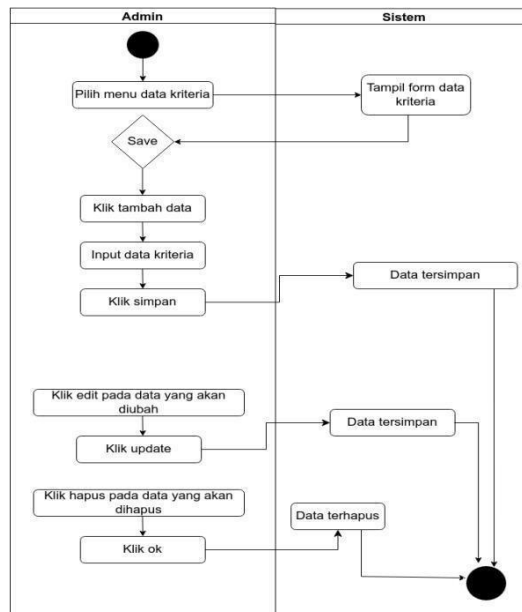 Admin
Sistem
Pilih menu data kriteria
Tampil form data
kriteria
Save
Klik tambah data
Input data kriteria
Klik simpan
Data tersimpan
Klik edit pada data yang akan
diubah
Klik update
Data tersimpan
Klik hapus pada data yang akan
dihapus
Data terhapus
Klik ok